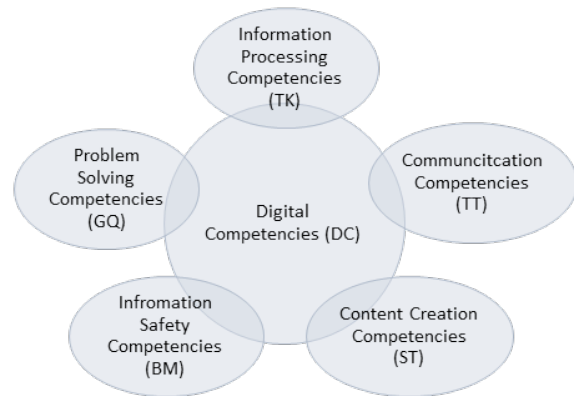 Information
Processing
Competencies
(TK)
Problem
Solving
Competencies
(GQ)
Communcitcation
Competencies
(TT)
Digital
Competencies (DC)
Infromation
Safety
Competencies
(BM)
Content Creation
Competencies
(ST)